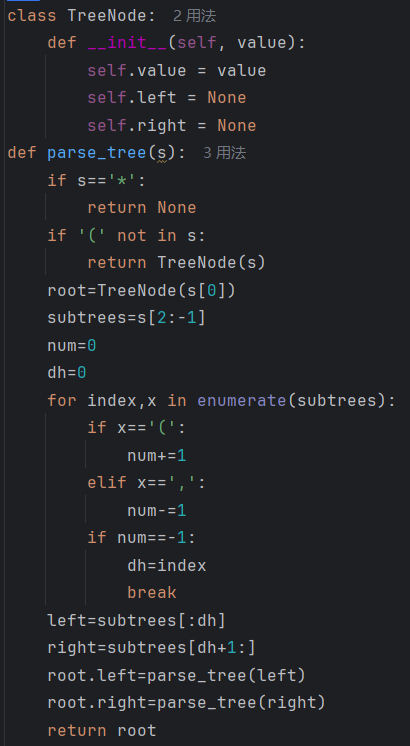 class TreeNode:  2 用法
    def __init__(self, value):
        self.value = value
        self.left = None
        self.right = None
def parse_tree(s):  3 用法
    if s=='*':
        return None
    if '(' not in s:
        return TreeNode(s)
    root=TreeNode(s[0])
    subtrees=s[2:-1]
    num=0
    dh=0
    for index,x in enumerate(subtrees):
        if x=='(':
            num+=1
        elif x==',':
            num-=1
        if num==-1:
            dh=index
            break
    left=subtrees[:dh]
    right=subtrees[dh+1:]
    root.left=parse_tree(left)
    root.right=parse_tree(right)
    return root